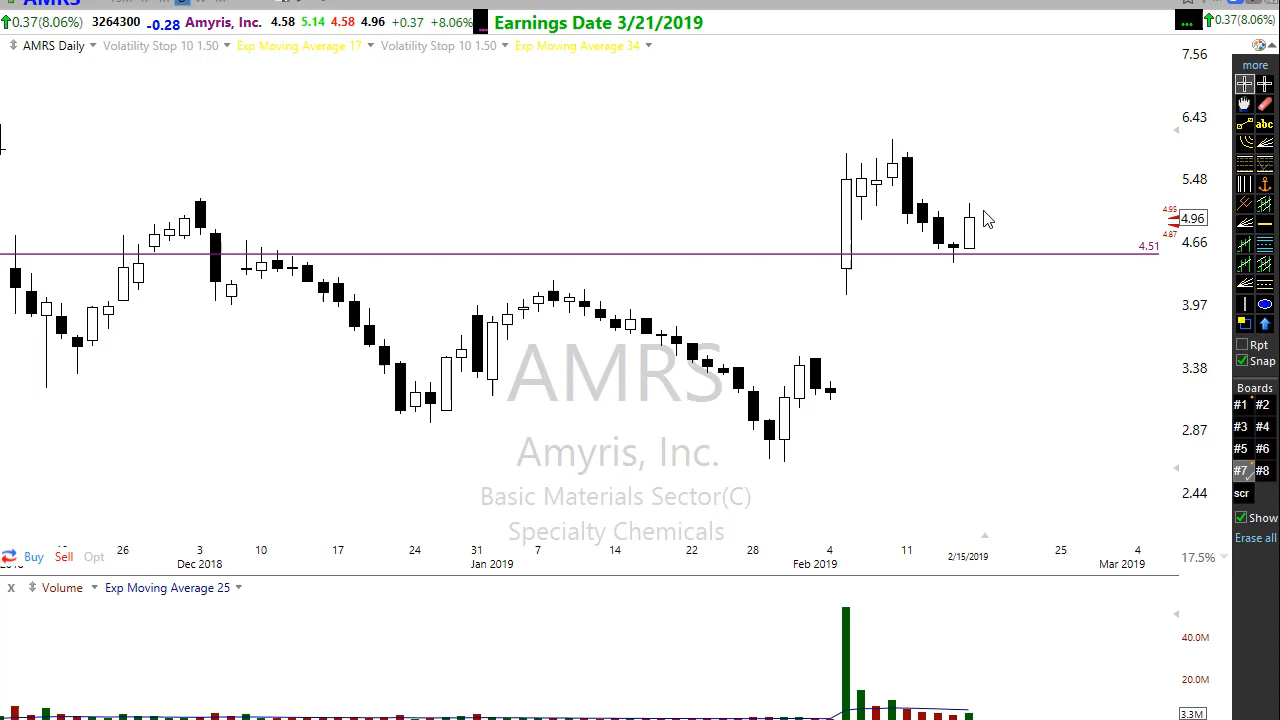 AMRS
0.37(8.06%) 3264300 -0.28 Amyris, Inc. 4.58 5.14 4.58 4.96 +0.37 +8.06% ... Earnings Date 3/21/2019 ... 0.37(8.06%)
AMRS Daily Volatility Stop 10 1.50 Exp Moving Average 17 Volatility Stop 10 1.50 Exp Moving Average 34
7.56
more
6.43
abc
5.48
4.95
4.96
4.87
4.66
4.51
3.97
Rpt
Snap
AMRS
3.38
Boards
#1 #2
#3 #4
2.87
Amyris, Inc.
#5 #6
#7 #8
2.44
scr
Basic Materials Sector(C)
Show
Specialty Chemicals
Erase all
Buy Sell Opt
26 3 10 17 24 31 7 14 22 28 4 11 2/15/2019 25 4
17.5%
Dec 2018 Jan 2019 Feb 2019 Mar 2019
x Volume Exp Moving Average 25
40.0M
20.0M
3.3M